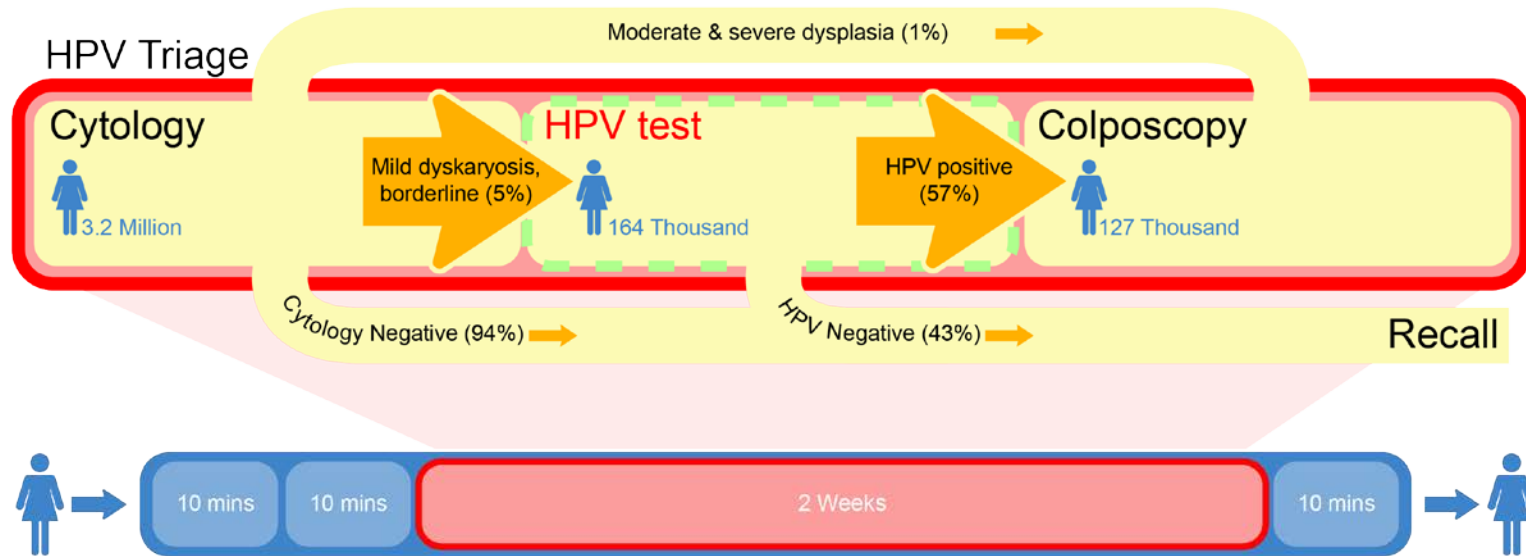 Moderate & severe dysplasia (1%)
HPV Triage
Cytology
HPV test
Colposcopy
Mild dyskaryosis,
borderline (5%)
HPV positive
(57%)
3.2 Million
164 Thousand
127 Thousand
Cytology Negative (94%)
HPV Negative (43%)
Recall
10 mins
10 mins
2 Weeks
10 mins